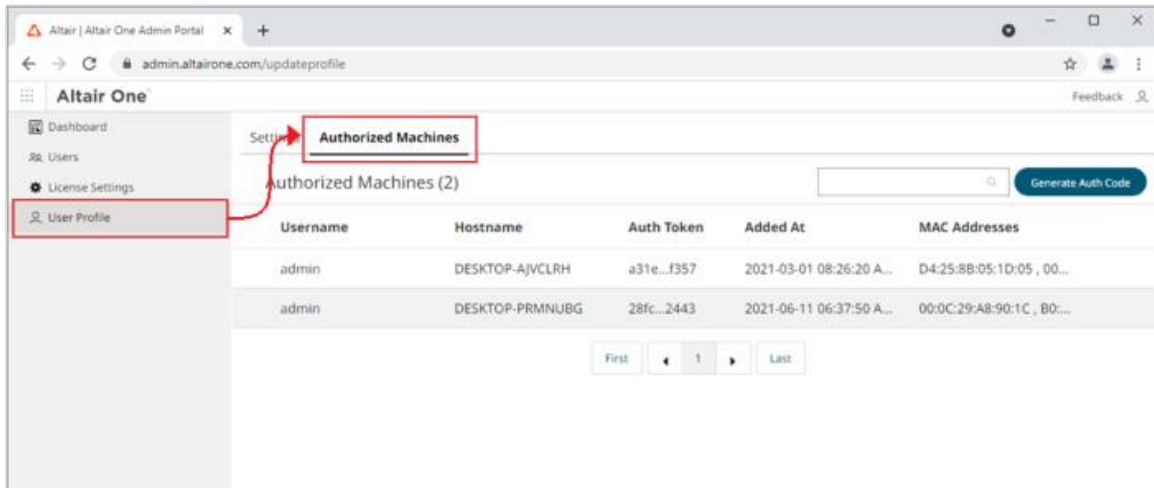 Altair | Altair One Admin Portal
admin.altairone.com/updateprofile
Altair One
Feedback
Dashboard
Users
License Settings
User Profile
Authorized Machines
Authorized Machines (2)
Generate Auth Code
Username Hostname Auth Token Added At MAC Addresses
admin DESKTOP-AJVCLRH a31e...f357 2021-03-01 08:26:20 A... D4:25:8B:05:1D:05 , 00...
admin DESKTOP-PRMNUBG 28fc...2443 2021-06-11 06:37:50 A... 00:0C:29:A8:90:1C , B0:...
First 1 Last